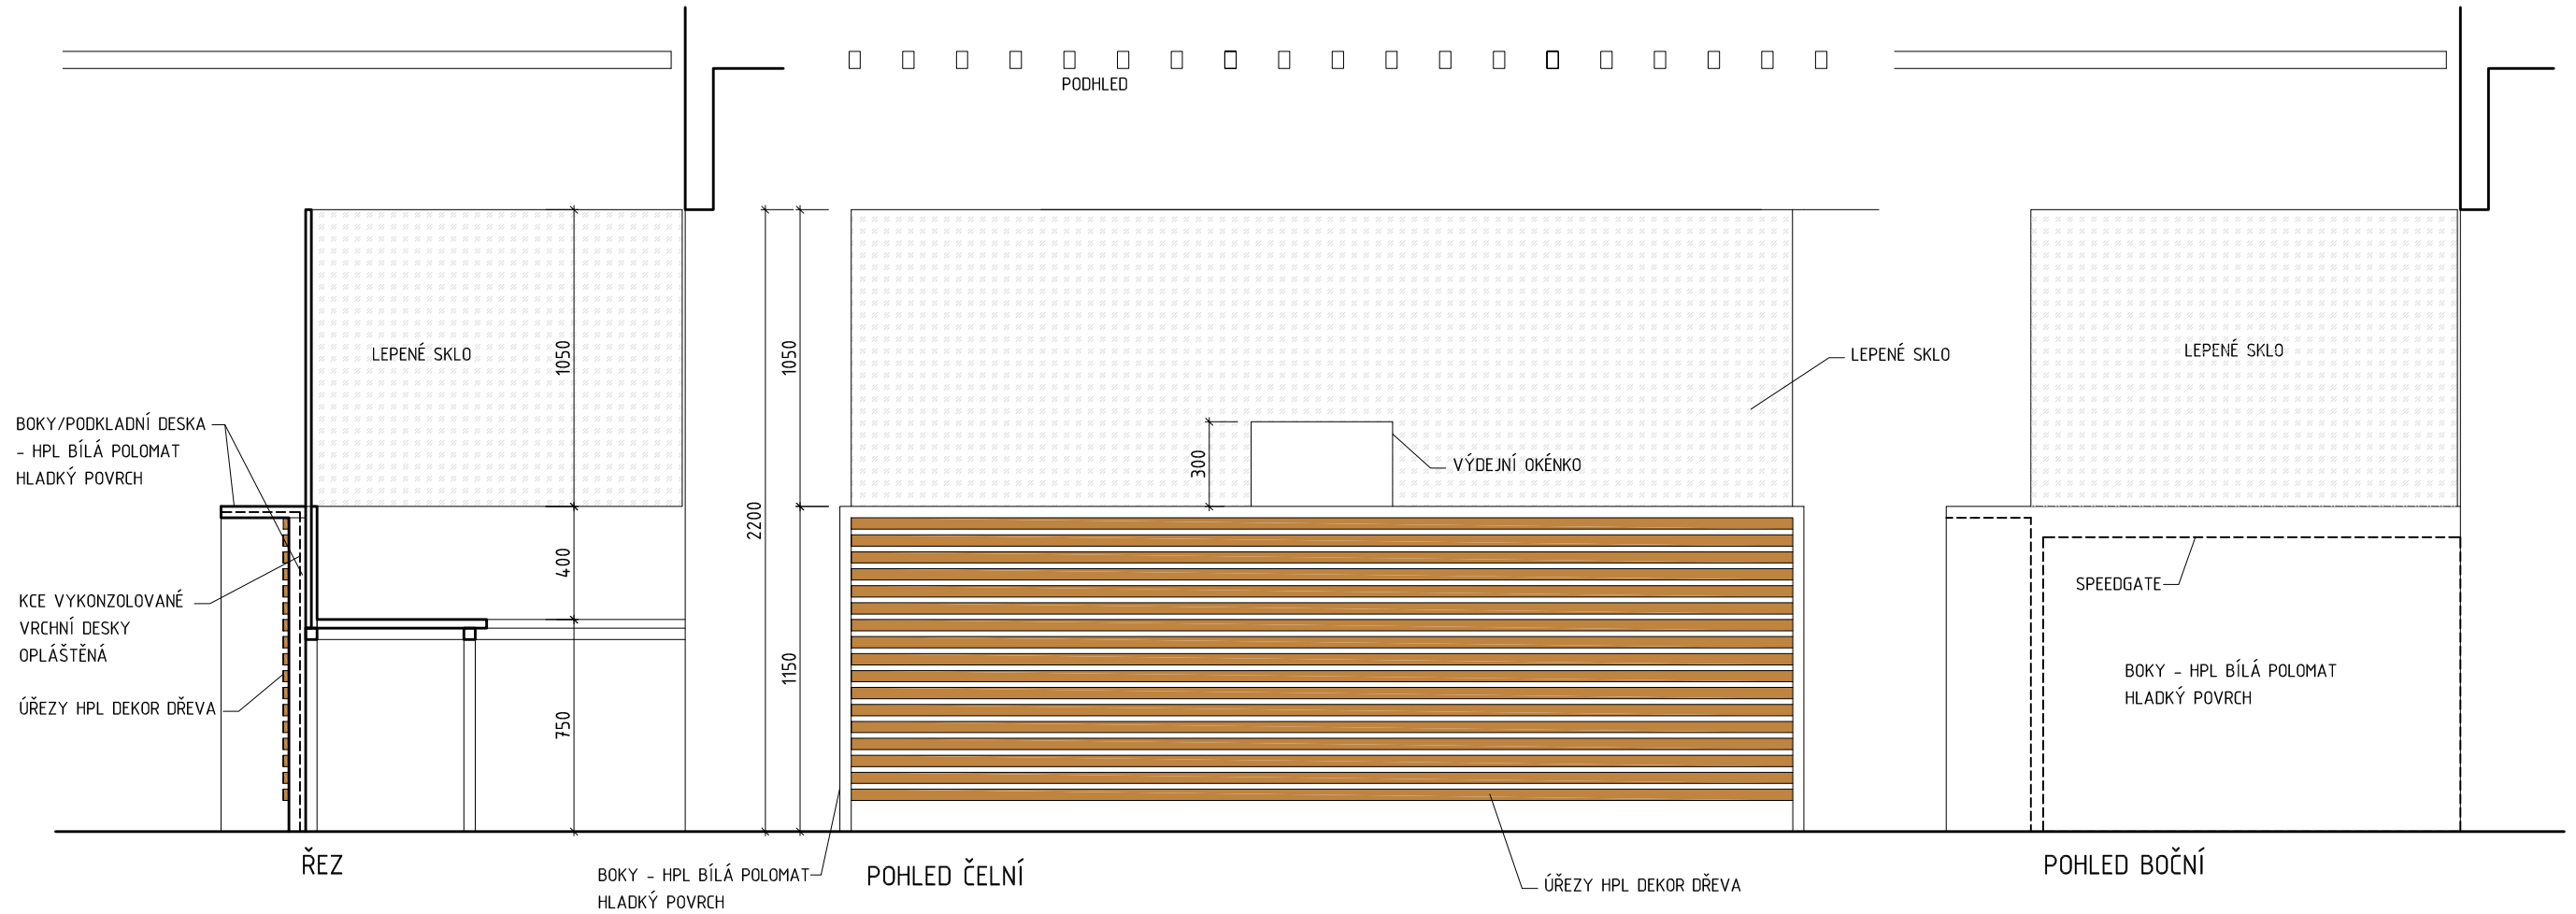 PODHLED
LEPENÉ SKLO
1050
400
750
BOKY/PODKLADNÍ DESKA
- HPL BÍLÁ POLOMAT
HLADKÝ POVRCH
KCE VYKONZOLOVANÉ
VRCHNÍ DESKY
OPLÁŠTĚNÁ
ÚŘEZY HPL DEKOR DŘEVA
ŘEZ
2200
1050
1150
300
VÝDEJNÍ OKÉNKO
LEPENÉ SKLO
BOKY - HPL BÍLÁ POLOMAT
HLADKÝ POVRCH
POHLED ČELNÍ
ÚŘEZY HPL DEKOR DŘEVA
LEPENÉ SKLO
SPEEDGATE
BOKY - HPL BÍLÁ POLOMAT
HLADKÝ POVRCH
POHLED BOČNÍ